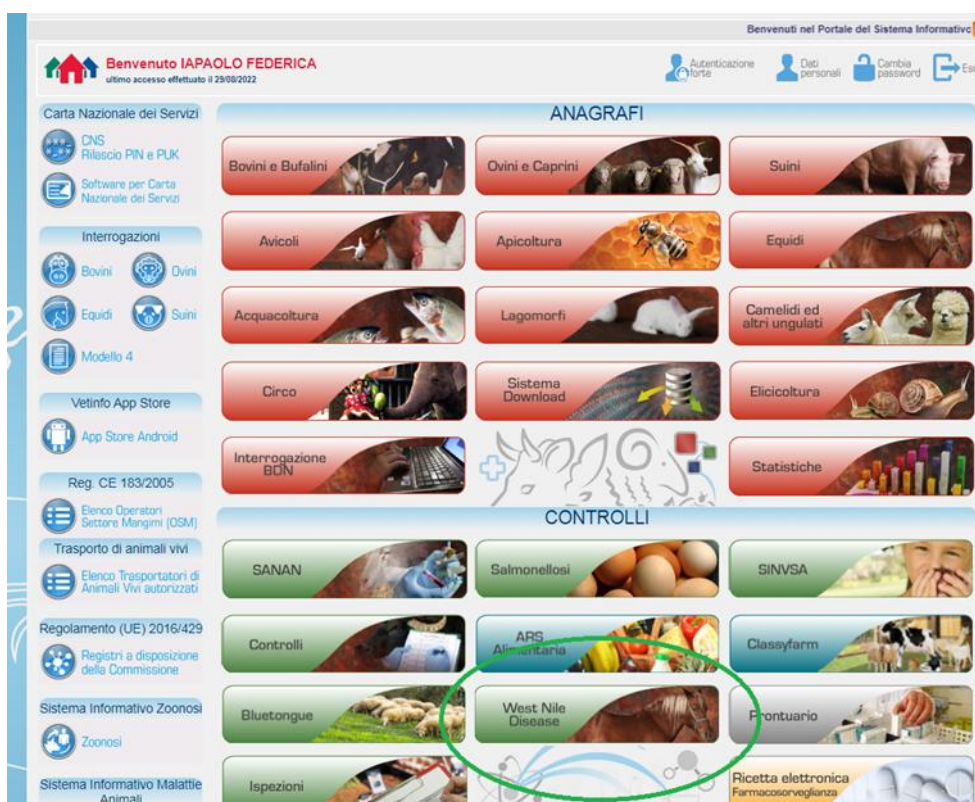 Benvenuti nel Portale del Sistema Informativo
Benvenuto IAPAOLO FEDERICA
ultimo accesso effettuato il 29/08/2022
Autenticazione
forte
Dati
personali
Cambia
password
Es
Carta Nazionale dei Servizi
CNS
Rilascio PIN e PUK
Software per Carta
Nazionale dei Servizi
Interrogazioni
Bovini
Ovini
Equidi
Suini
Modello 4
Vetinfo App Store
App Store Android
Reg. CE 183/2005
Elenco Operatori
Settore Mangimi (OSM)
Trasporto di animali vivi
Elenco Trasportatori di
Animali Vivi autorizzati
Regolamento (UE) 2016/429
Registri a disposizione
della Commissione
Sistema Informativo Zoonosi
Zoonosi
Sistema Informativo Malattie
Animali
ANAGRAFI
Bovini e Bufalini
Ovini e Caprini
Suini
Avicoli
Apicoltura
Equidi
Acquacoltura
Lagomorfi
Camelidi ed
altri ungulati
Circo
Sistema
Download
Elicicoltura
Interrogazione
BDN
Statistiche
CONTROLLI
SANAN
Salmonellosi
SINVSA
Controlli
ARS
Alimentaria
Classyfarm
Bluetongue
West Nile
Disease
Prontuario
Ispezioni
Ricetta elettronica
Farmacosorveglianza